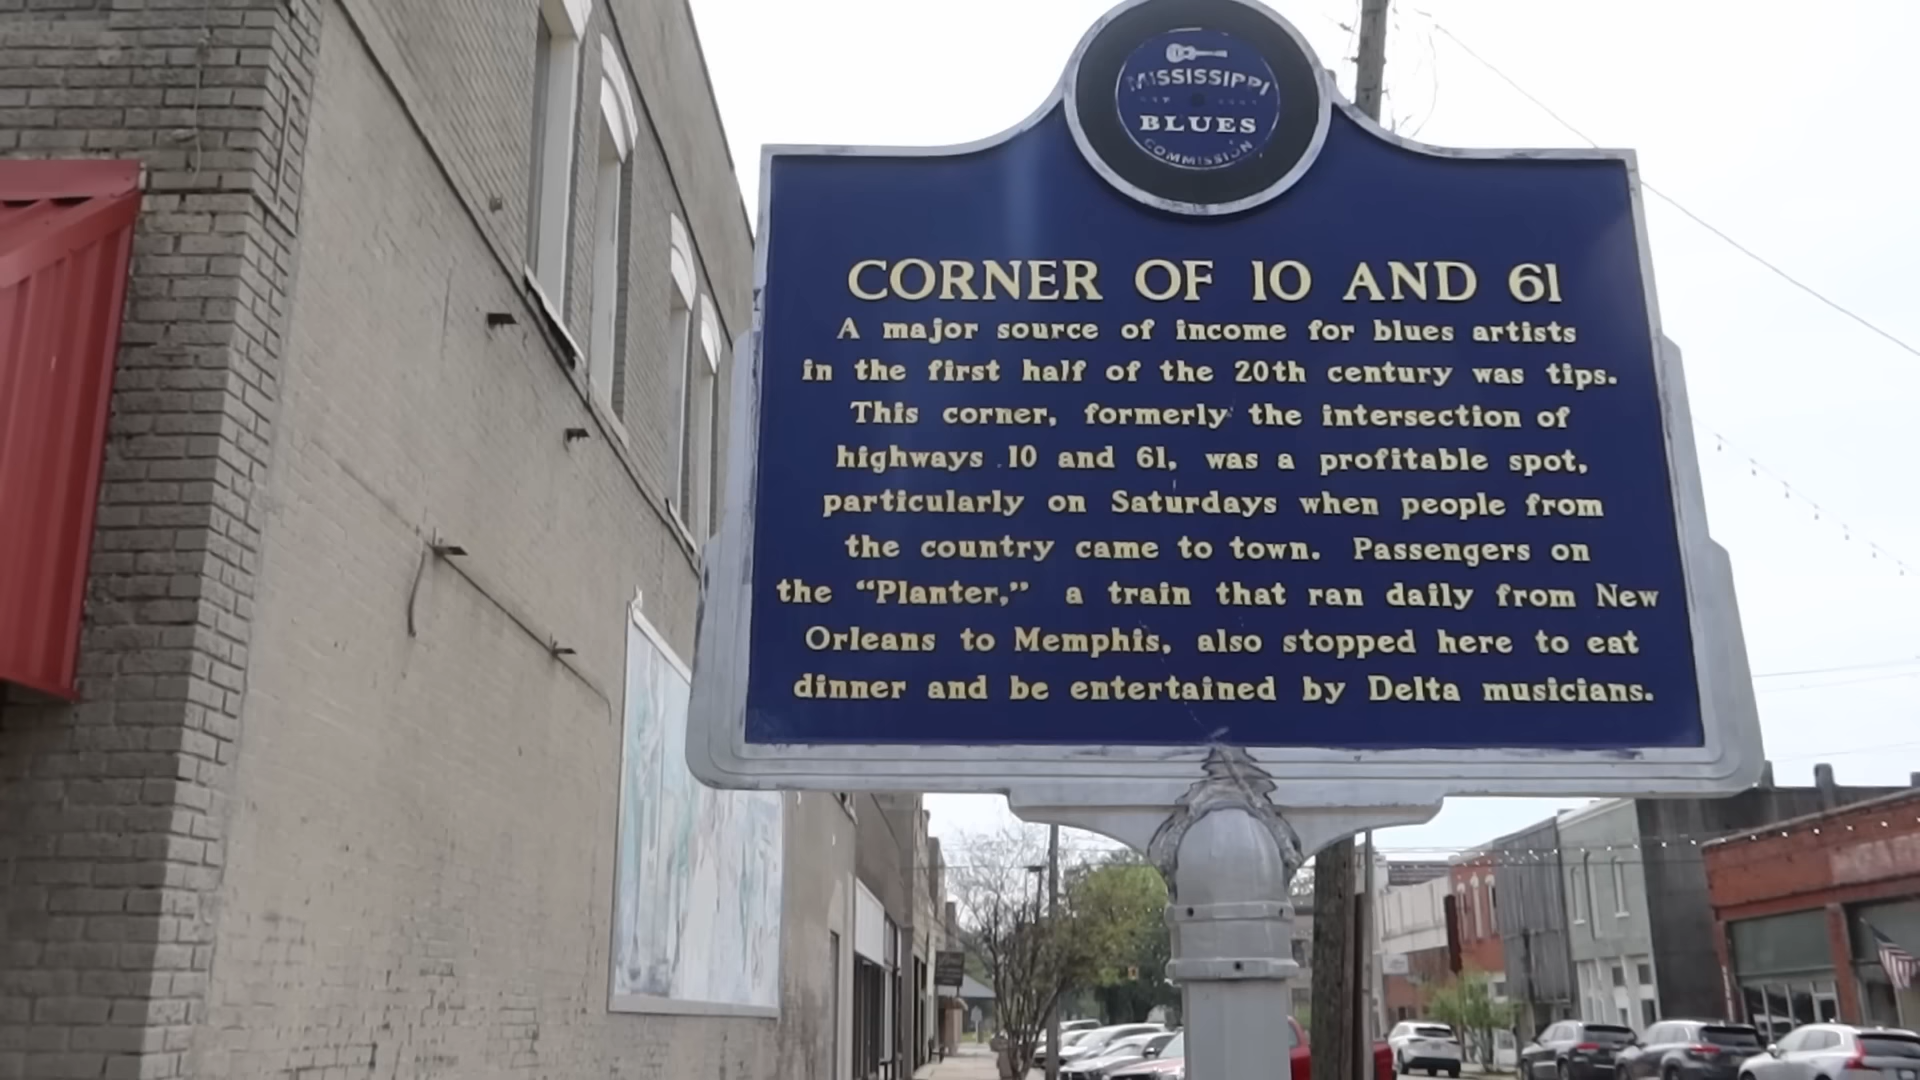 MISSISSIPPI
BLUES
COMMISSION
CORNER OF 10 AND 61
A major source of income for blues artists
in the first half of the 20th century was tips.
This corner, formerly the intersection of
highways 10 and 61, was a profitable spot,
particularly on Saturdays when people from
the country came to town. Passengers on
the “Planter,” a train that ran daily from New
Orleans to Memphis, also stopped here to eat
dinner and be entertained by Delta musicians.